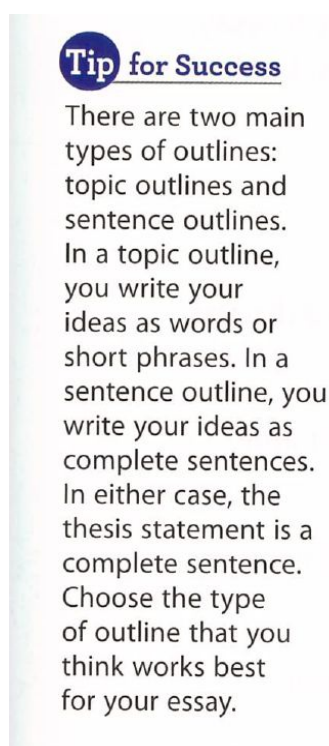 Tip for Success
There are two main
types of outlines:
topic outlines and
sentence outlines.
In a topic outline,
you write your
ideas as words or
short phrases. In a
sentence outline, you
write your ideas as
complete sentences.
In either case, the
thesis statement is a
complete sentence.
Choose the type
of outline that you
think works best
for your essay.